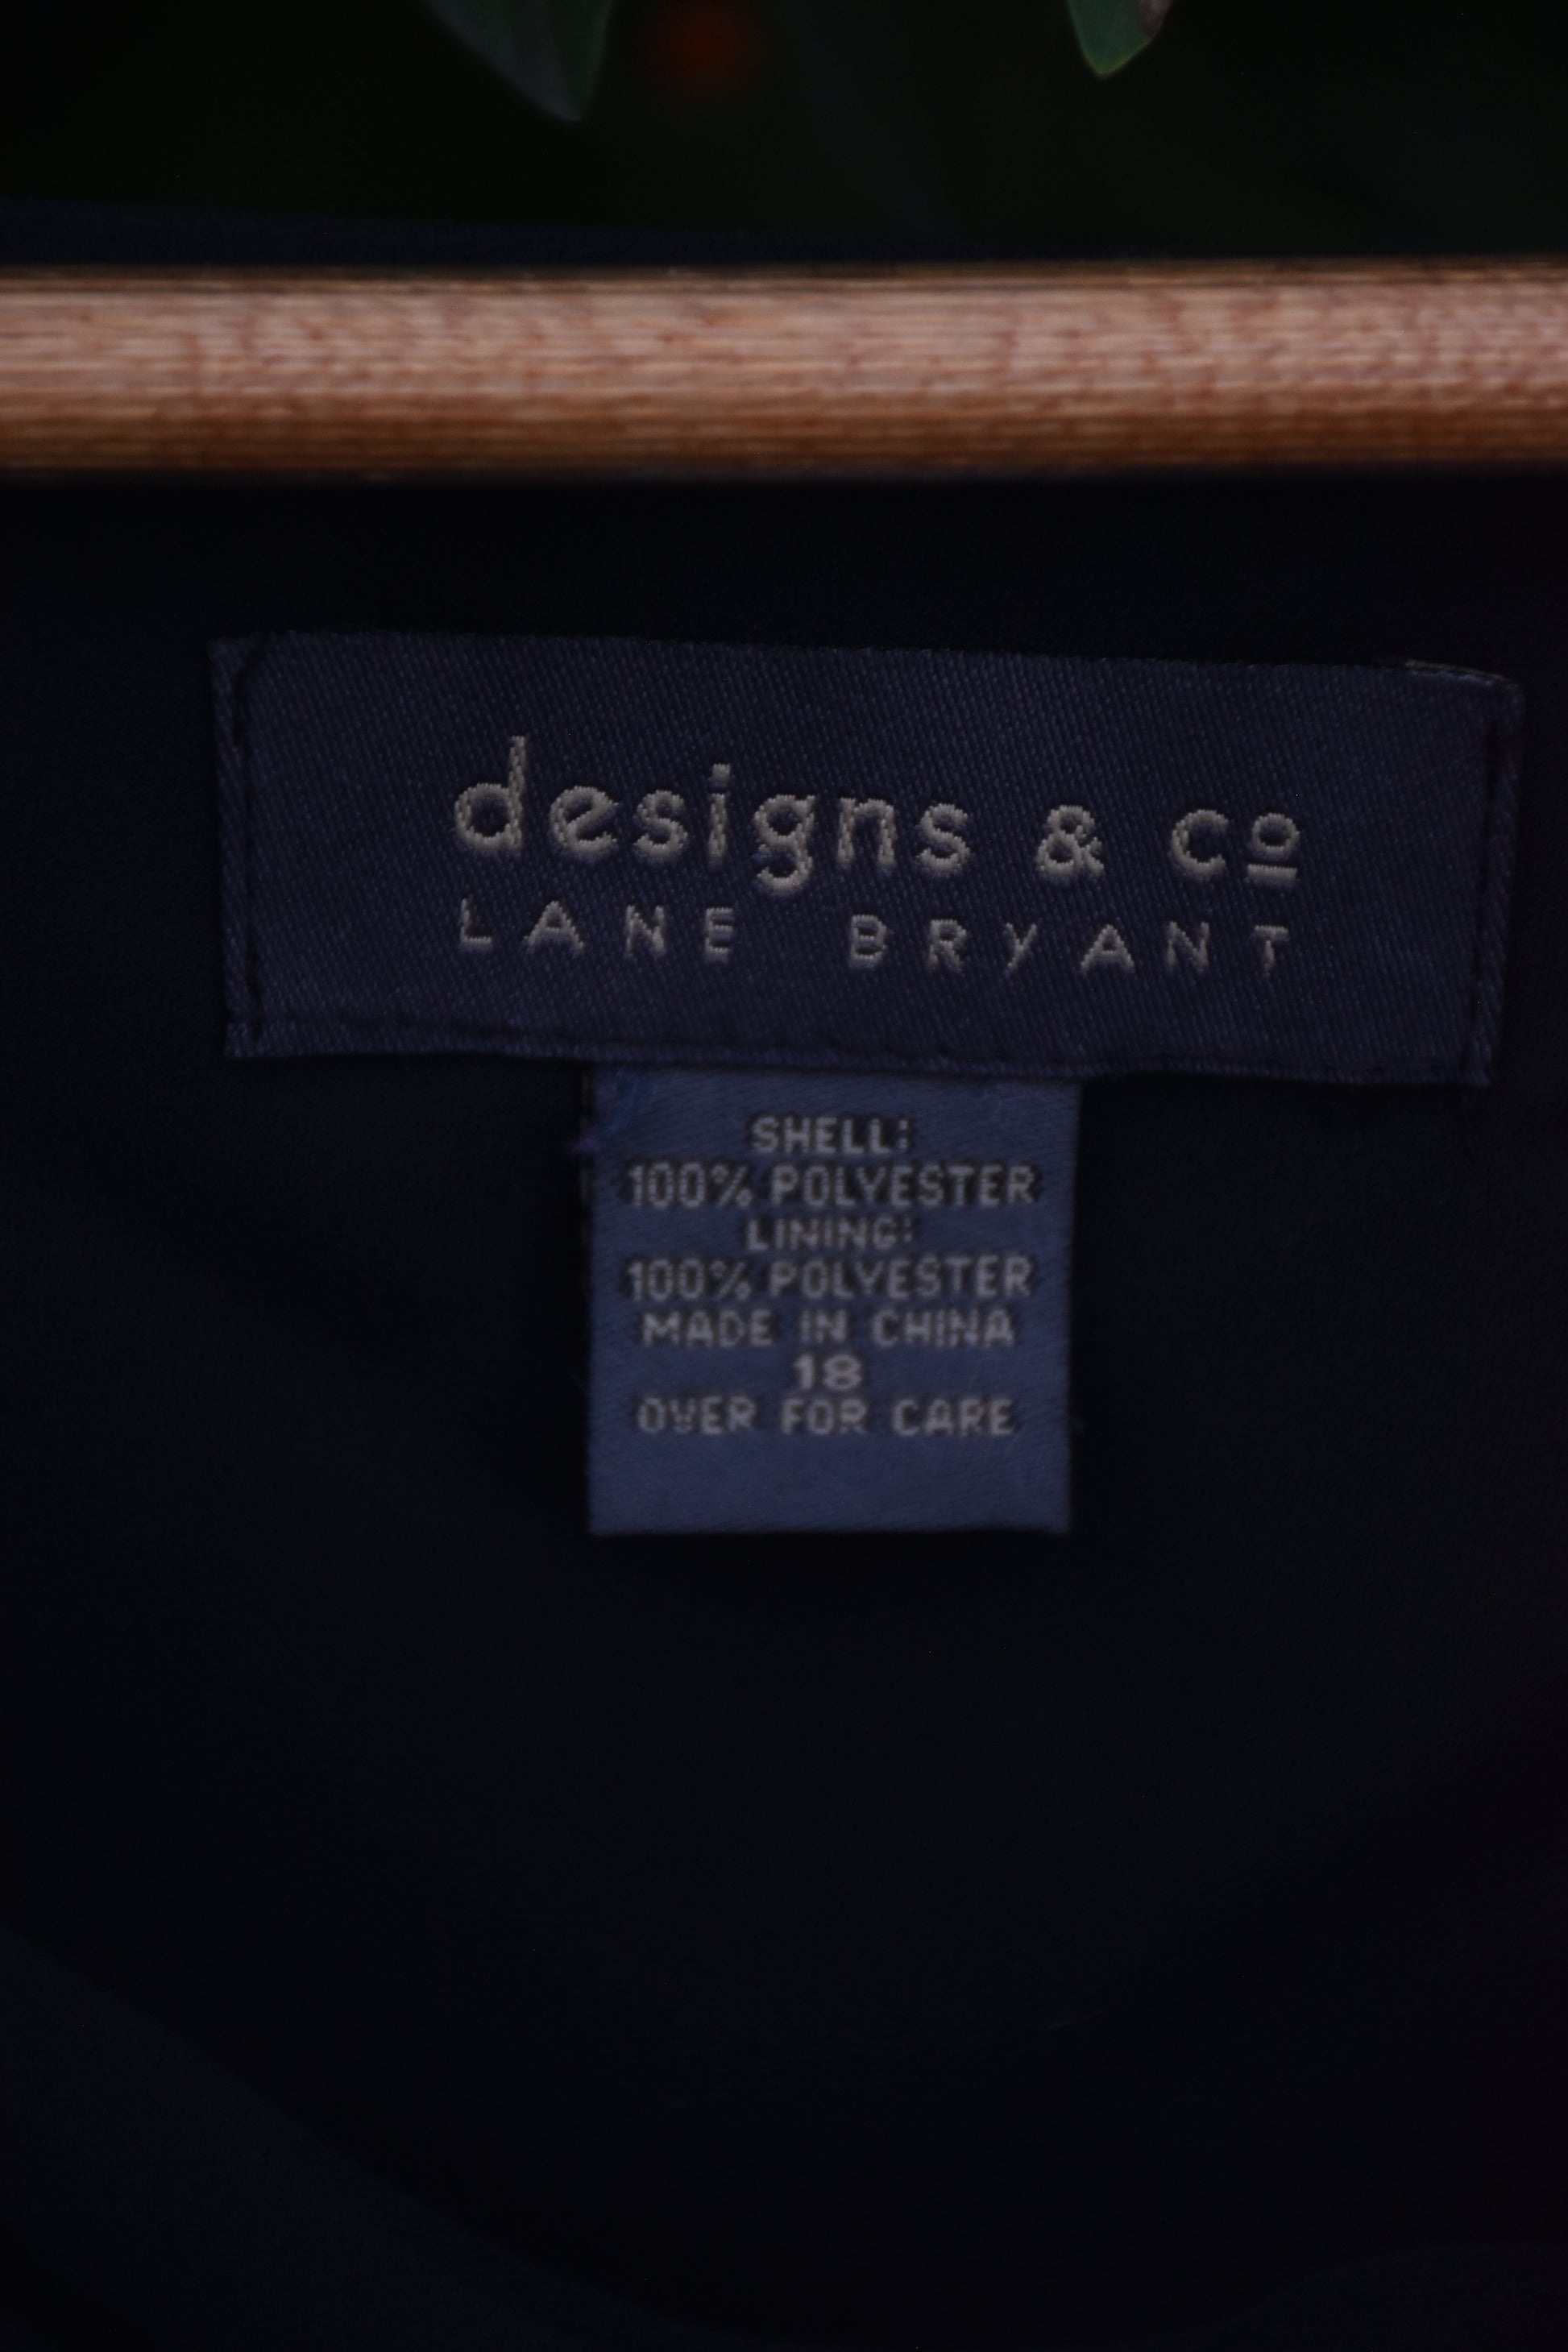 designs & co
LANE BRYANT
SHELL:
100% POLYESTER
LINING:
100% POLYESTER
MADE IN CHINA
18
OVER FOR CARE